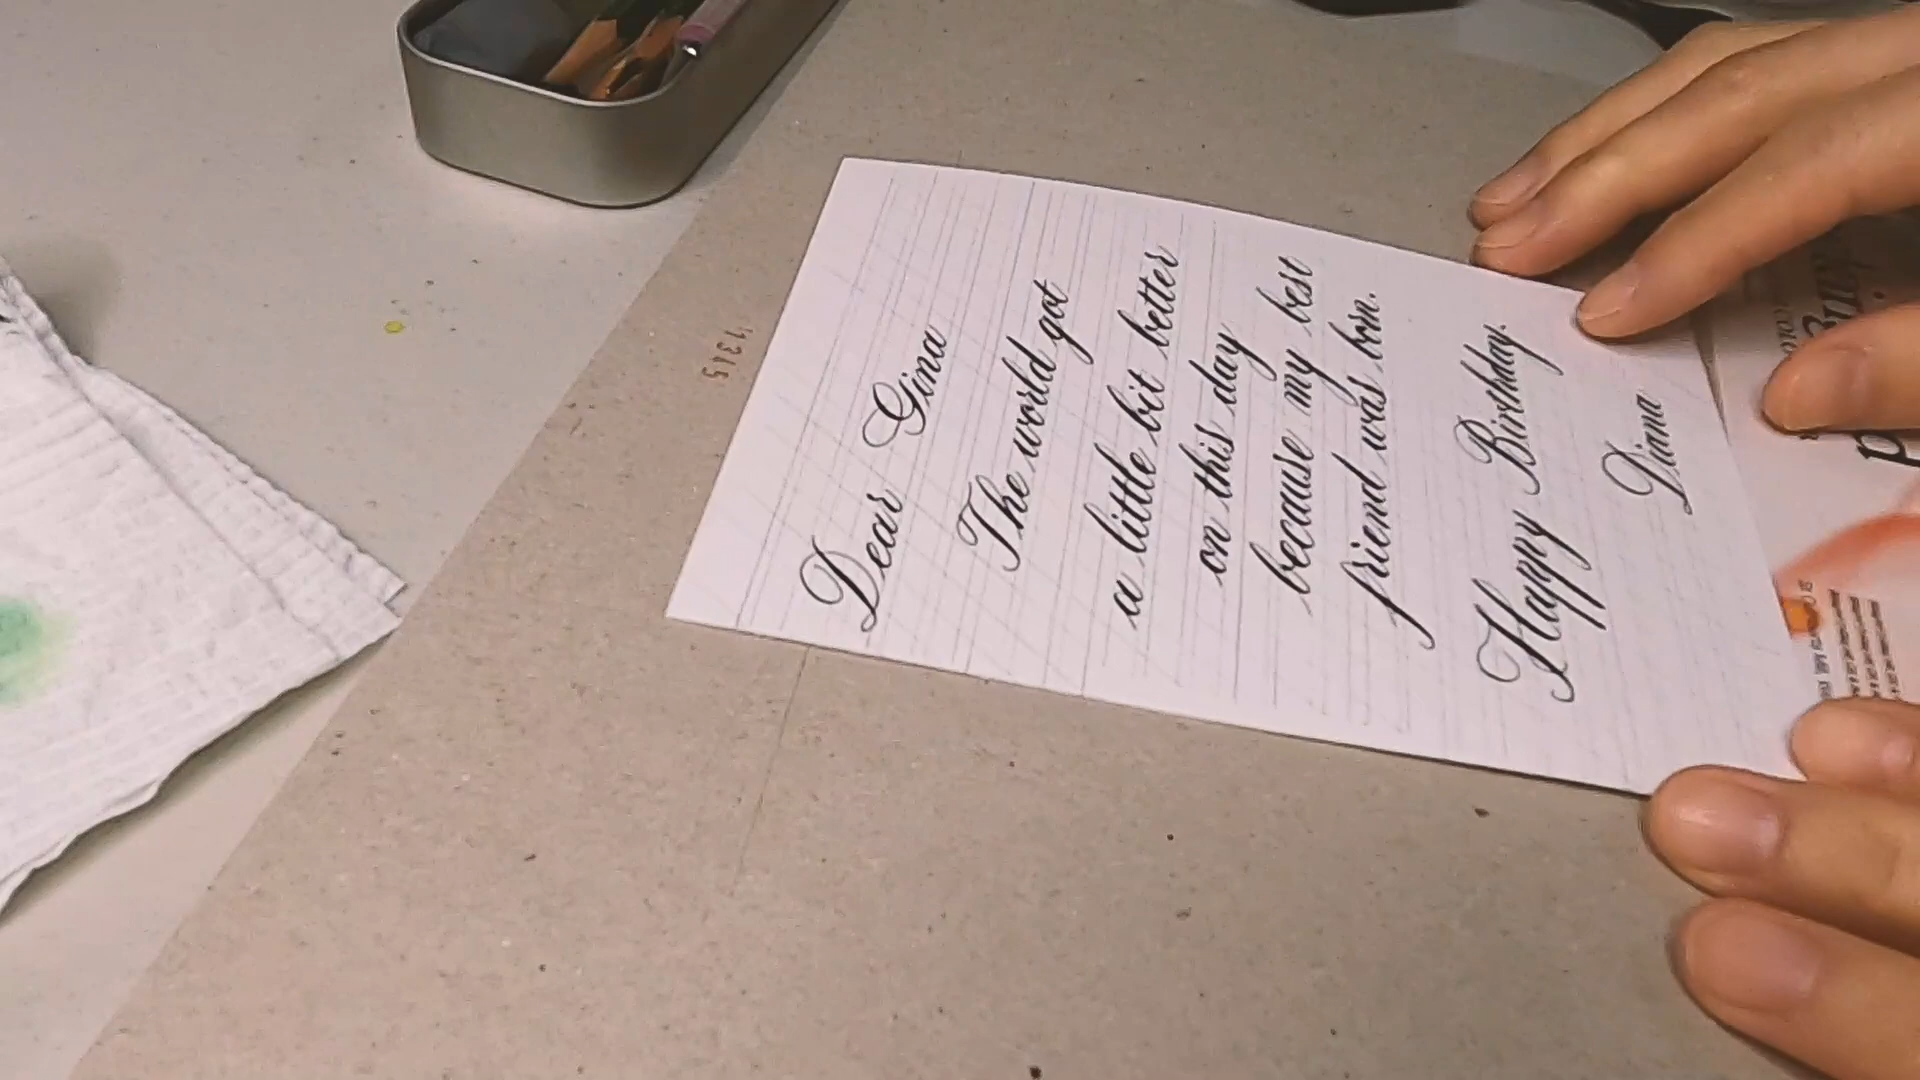 Dear Gina
The world got
a little bit better
on this day
because my best
friend was born.
Happy Birthday.
Diana